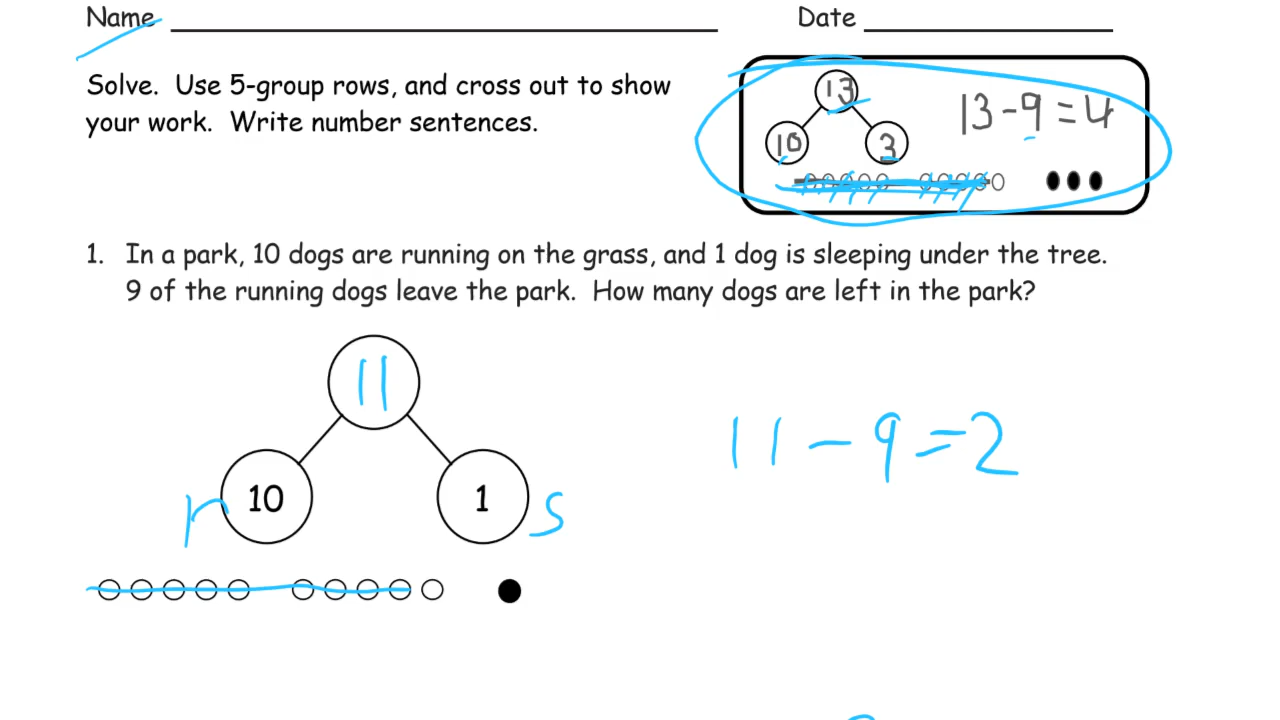 Name Date
Solve. Use 5-group rows, and cross out to show
your work. Write number sentences.
13
10 3
13 - 9 = 4
1. In a park, 10 dogs are running on the grass, and 1 dog is sleeping under the tree.
9 of the running dogs leave the park. How many dogs are left in the park?
11
r 10 1 s
11 - 9 = 2